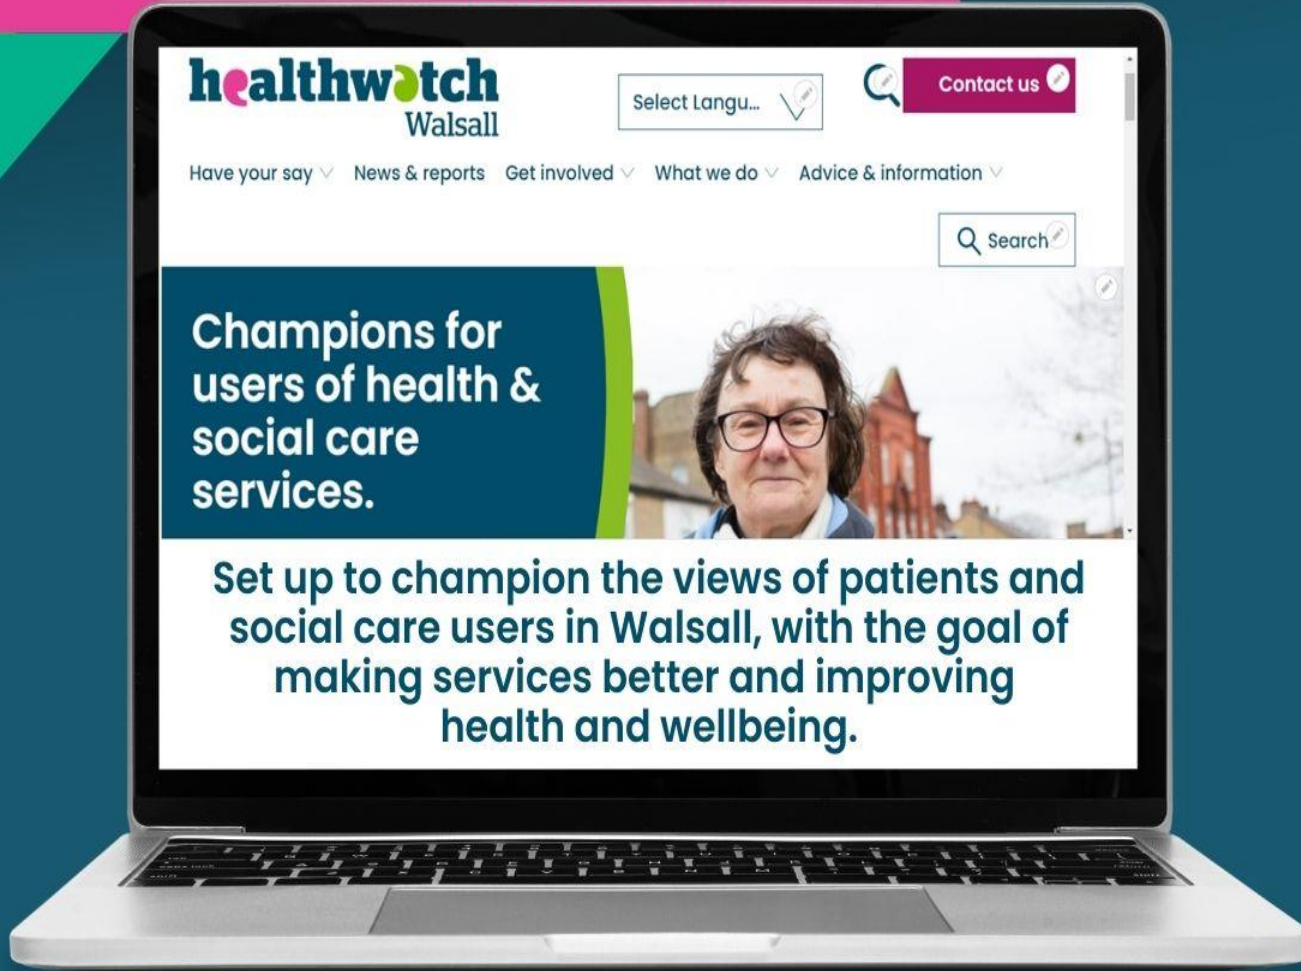 healthwatch
Walsall
Select Langu...
Contact us
Have your say News & reports Get involved What we do Advice & information
Search
Champions for
users of health &
social care
services.
Set up to champion the views of patients and
social care users in Walsall, with the goal of
making services better and improving
health and wellbeing.